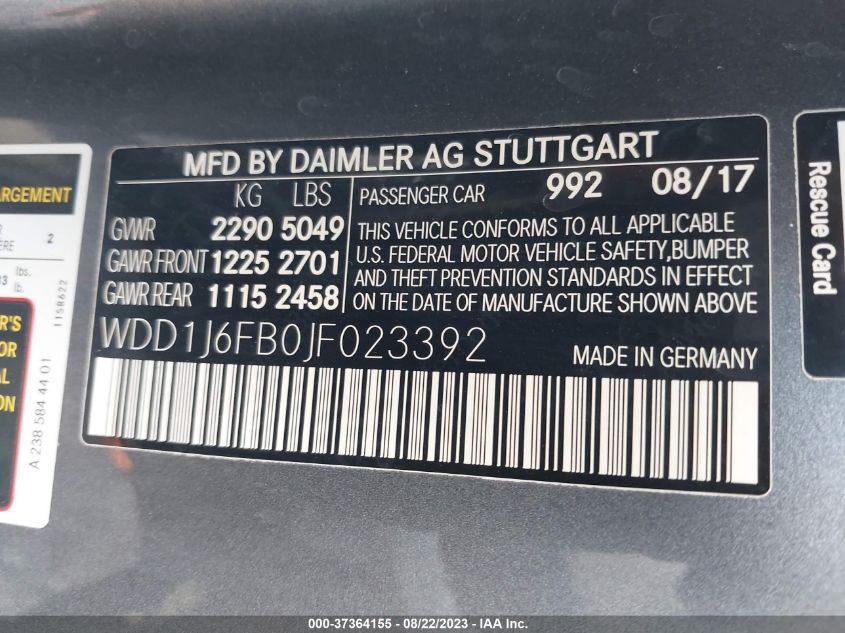 MFD BY DAIMLER AG STUTTGART
KG LBS
GVWR 2290 5049
GAWR FRONT 1225 2701
GAWR REAR 1115 2458
PASSENGER CAR 992 08/17
THIS VEHICLE CONFORMS TO ALL APPLICABLE
U.S. FEDERAL MOTOR VEHICLE SAFETY,BUMPER
AND THEFT PREVENTION STANDARDS IN EFFECT
ON THE DATE OF MANUFACTURE SHOWN ABOVE
WDD1J6FB0JF023392
MADE IN GERMANY
ARGEMENT
2
lbs.
lb.
1158622
A 238 584 44 01
Rescue Card
000-37364155 - 08/22/2023 - IAA Inc.